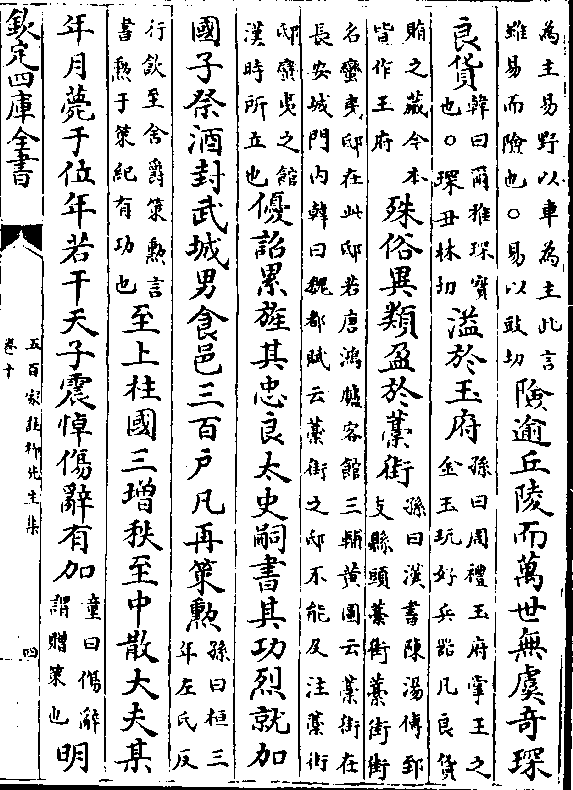 為主易野以車為主此言
雖易而險也○易以豉切
險逾丘陵而萬世無虞奇琛
良貨
韓曰爾雅琛寳
也○琛丑林切
溢於玉府
孫曰周禮玉府掌王之
金玉玩好兵器凡良貨
賄之藏今本
皆作王府
殊俗異類盈於藁街
孫曰漢書陳湯傳郅
支縣頭藁街藁街街
名蠻夷邸在此邸若唐鴻臚客館三輔黄圖云藁街在
長安城門内韓曰魏都賦云藁街之邸不能及注藁街
邸蠻夷之館
漢時所立也
優詔累旌其忠良太史嗣書其功烈就加
國子祭酒封武城男食邑三百户凡再策勲
孫曰桓三
年左氏反
行飲至舍爵策勲言
書勲于策紀有功也
至上柱國三增秩至中散大夫某
年月薨于位年若干天子震悼傷辭有加
童曰傷辭
謂贈策也
明
欽定四庫全書
五百家註柳先生集
卷十
四